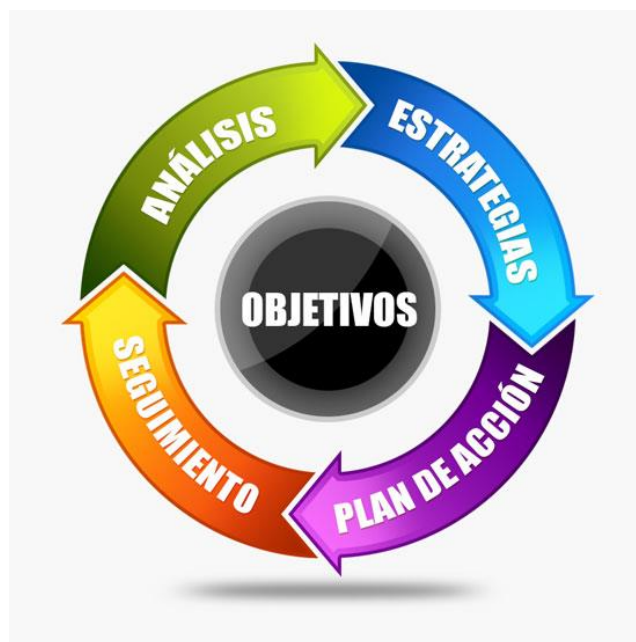 ANÁLISIS
ESTRATEGIAS
OBJETIVOS
SEGUIMIENTO
PLAN DE ACCIÓN